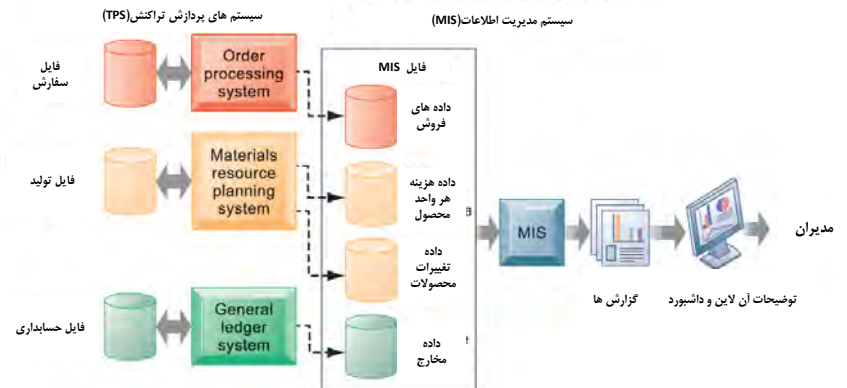 سیستم های پردازش تراکنش(TPS)
سیستم مدیریت اطلاعات(MIS)
فایل
سفارش
Order
processing
system
فایل MIS
داده های
فروش
فایل تولید
Materials
resource
planning
system
داده هزینه
هر واحد
محصول
داده
تغییرات
محصولات
MIS
مدیران
گزارش ها
توضیحات آن لاین و داشبورد
فایل حسابداری
General
ledger
system
داده
مخارج